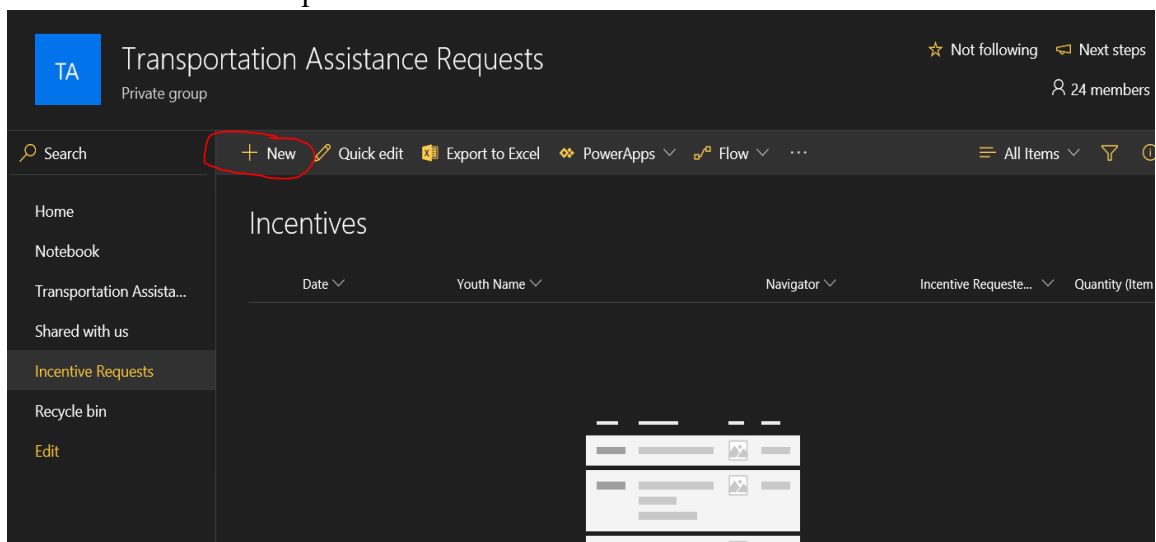 TA
Transportation Assistance Requests
Private group
Not following Next steps
24 members
Search
New Quick edit Export to Excel PowerApps Flow ... All Items
Home
Notebook
Transportation Assista...
Shared with us
Incentive Requests
Recycle bin
Edit
Incentives
Date Youth Name Navigator Incentive Requeste... Quantity (Item